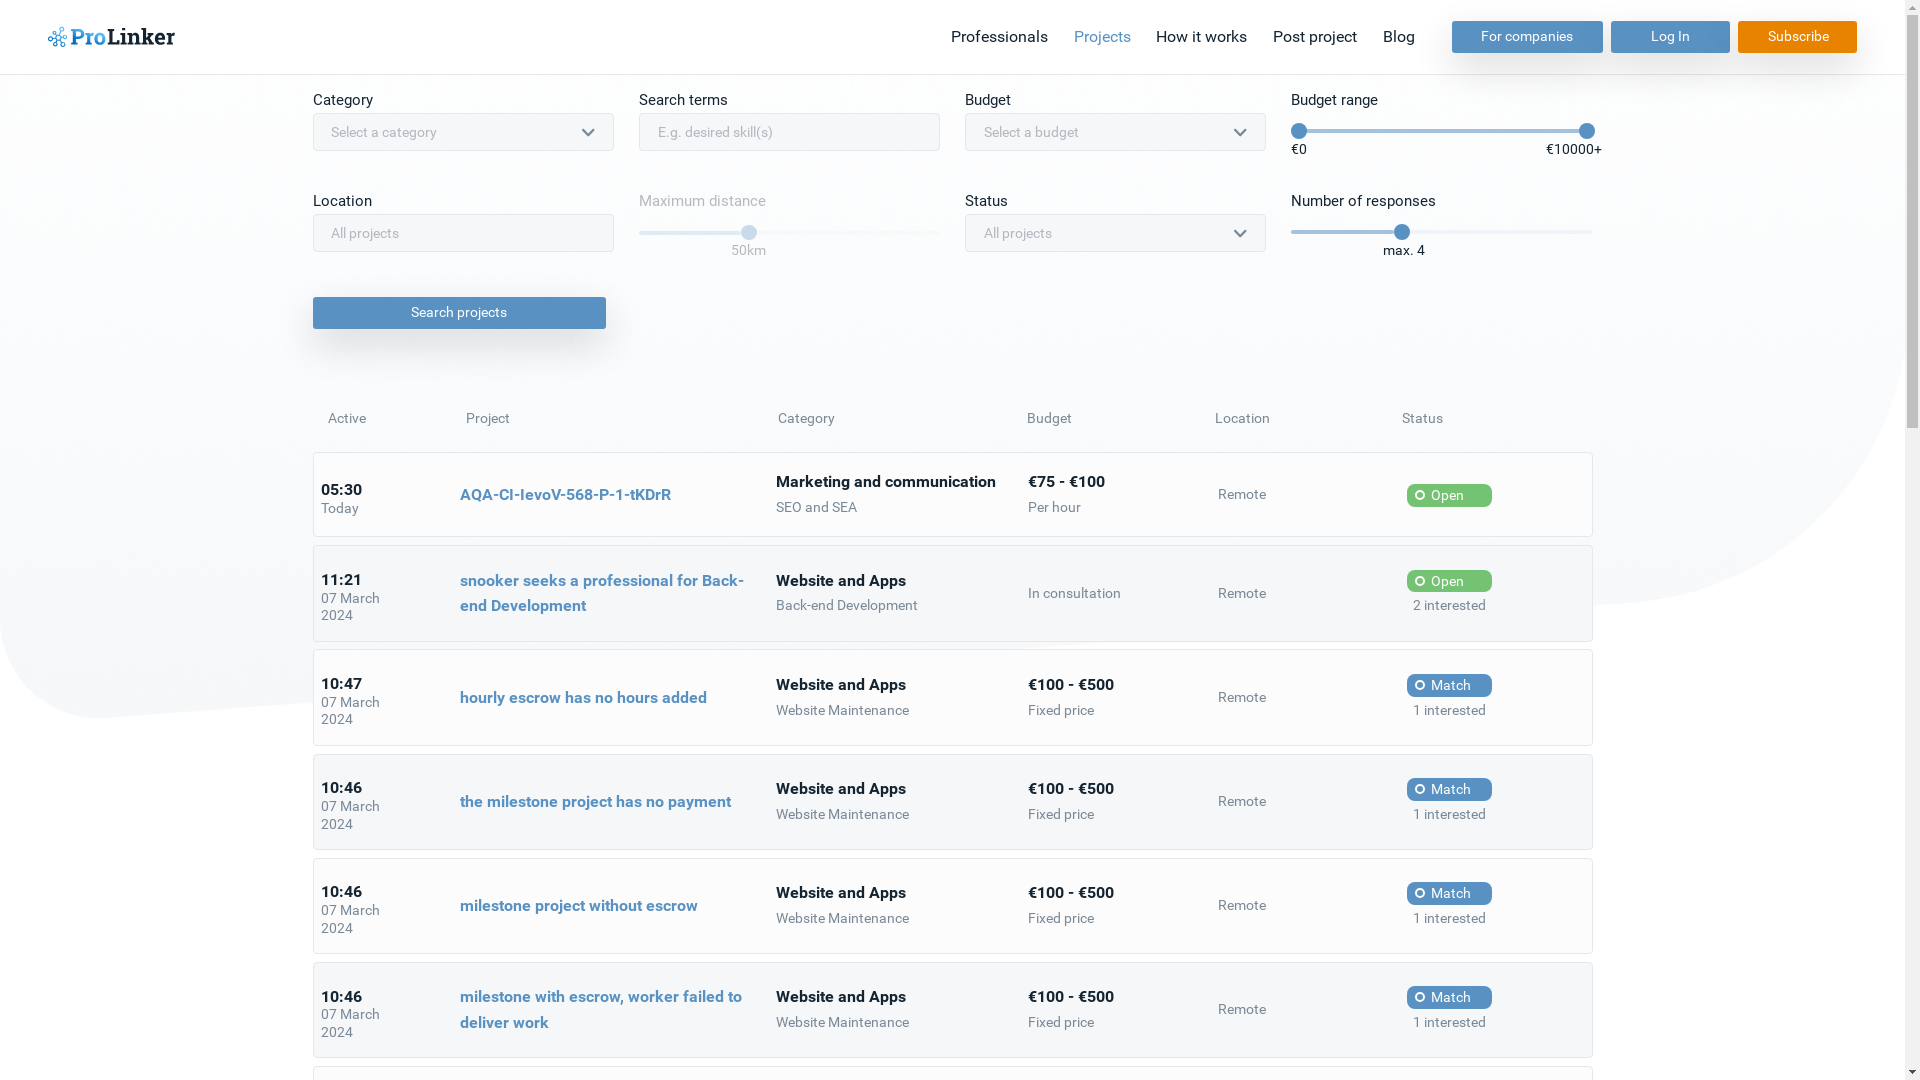 ProLinker
Professionals
Projects
How it works
Post project
Blog
For companies
Log In
Subscribe
Category
Search terms
Budget
Budget range
Select a category
E.g. desired skill(s)
Select a budget
€0
€10000+
Location
Maximum distance
Status
Number of responses
All projects
50km
All projects
max. 4
Search projects
Active
Project
Category
Budget
Location
Status
05:30
Today
AQA-CI-IevoV-568-P-1-tKDrR
Marketing and communication
SEO and SEA
€75 - €100
Per hour
Remote
Open
11:21
07 March
2024
snooker seeks a professional for Back-
end Development
Website and Apps
Back-end Development
In consultation
Remote
Open
2 interested
10:47
07 March
2024
hourly escrow has no hours added
Website and Apps
Website Maintenance
€100 - €500
Fixed price
Remote
Match
1 interested
10:46
07 March
2024
the milestone project has no payment
Website and Apps
Website Maintenance
€100 - €500
Fixed price
Remote
Match
1 interested
10:46
07 March
2024
milestone project without escrow
Website and Apps
Website Maintenance
€100 - €500
Fixed price
Remote
Match
1 interested
10:46
07 March
2024
milestone with escrow, worker failed to
deliver work
Website and Apps
Website Maintenance
€100 - €500
Fixed price
Remote
Match
1 interested